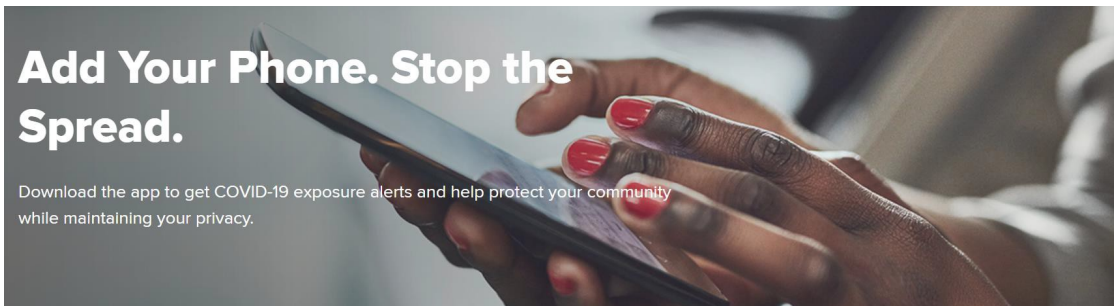 Add Your Phone. Stop the
Spread.
Download the app to get COVID-19 exposure alerts and help protect your community
while maintaining your privacy.